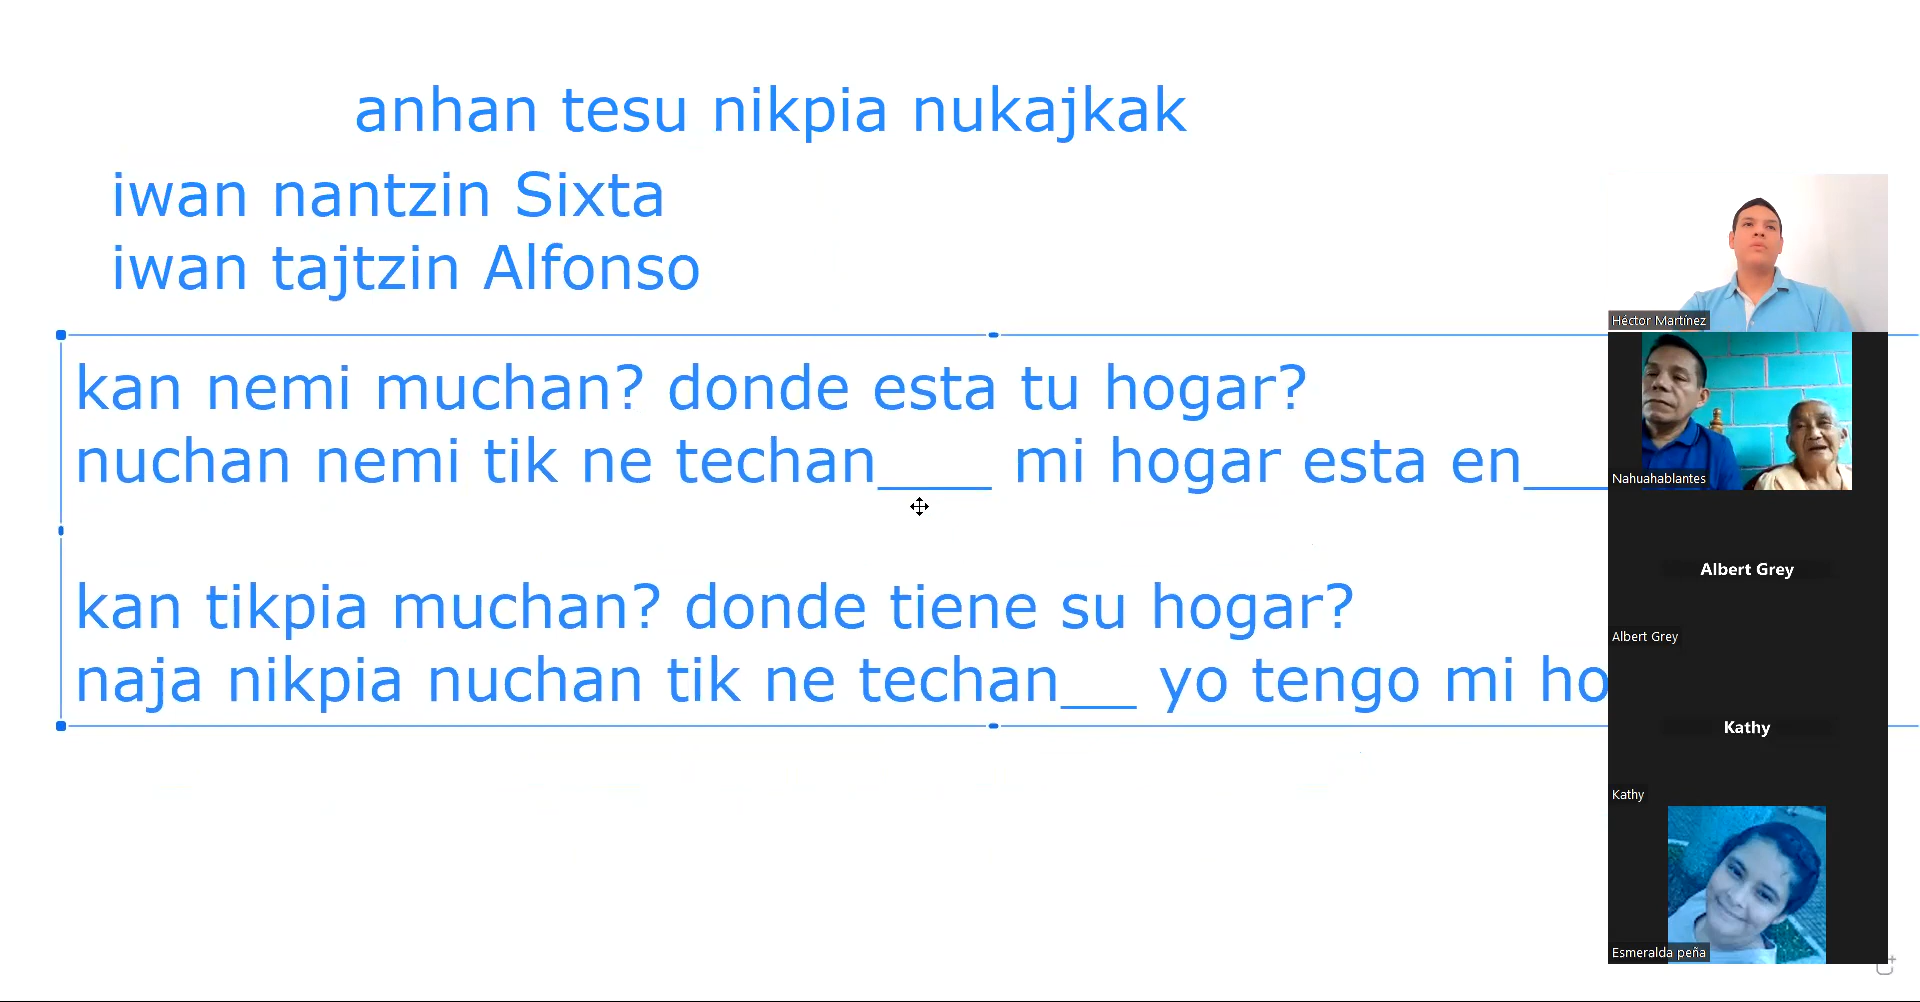 anhan tesu nikpia nukajkak
iwan nantzin Sixta
iwan tajtzin Alfonso
kan nemi muchan? donde esta tu hogar?
nuchan nemi tik ne techan____ mi hogar esta en___
kan tikpia muchan? donde tiene su hogar?
naja nikpia nuchan tik ne techan___ yo tengo mi ho
Héctor Martínez
Nahuahablantes
Albert Grey
Albert Grey
Kathy
Kathy
Esmeralda peña